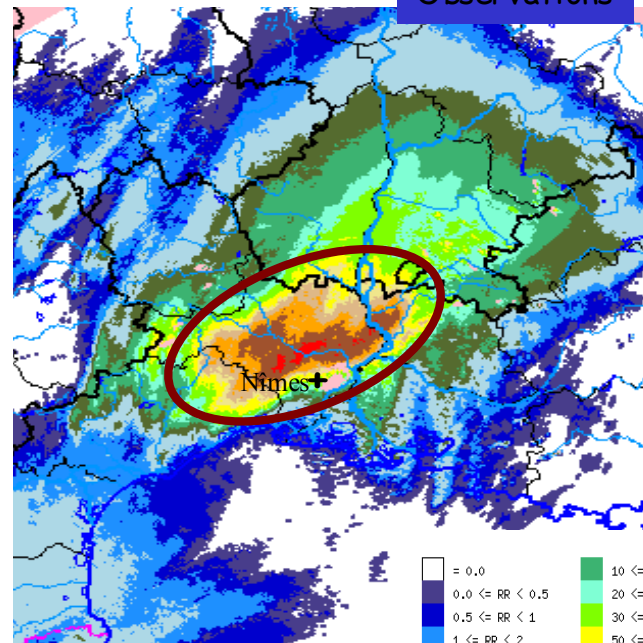 Observations
Nîmes
= 0.0
0.0 <= RR < 0.5
0.5 <= RR < 1
1 <= RR < 2
10 <=
20 <=
30 <=
50 <=